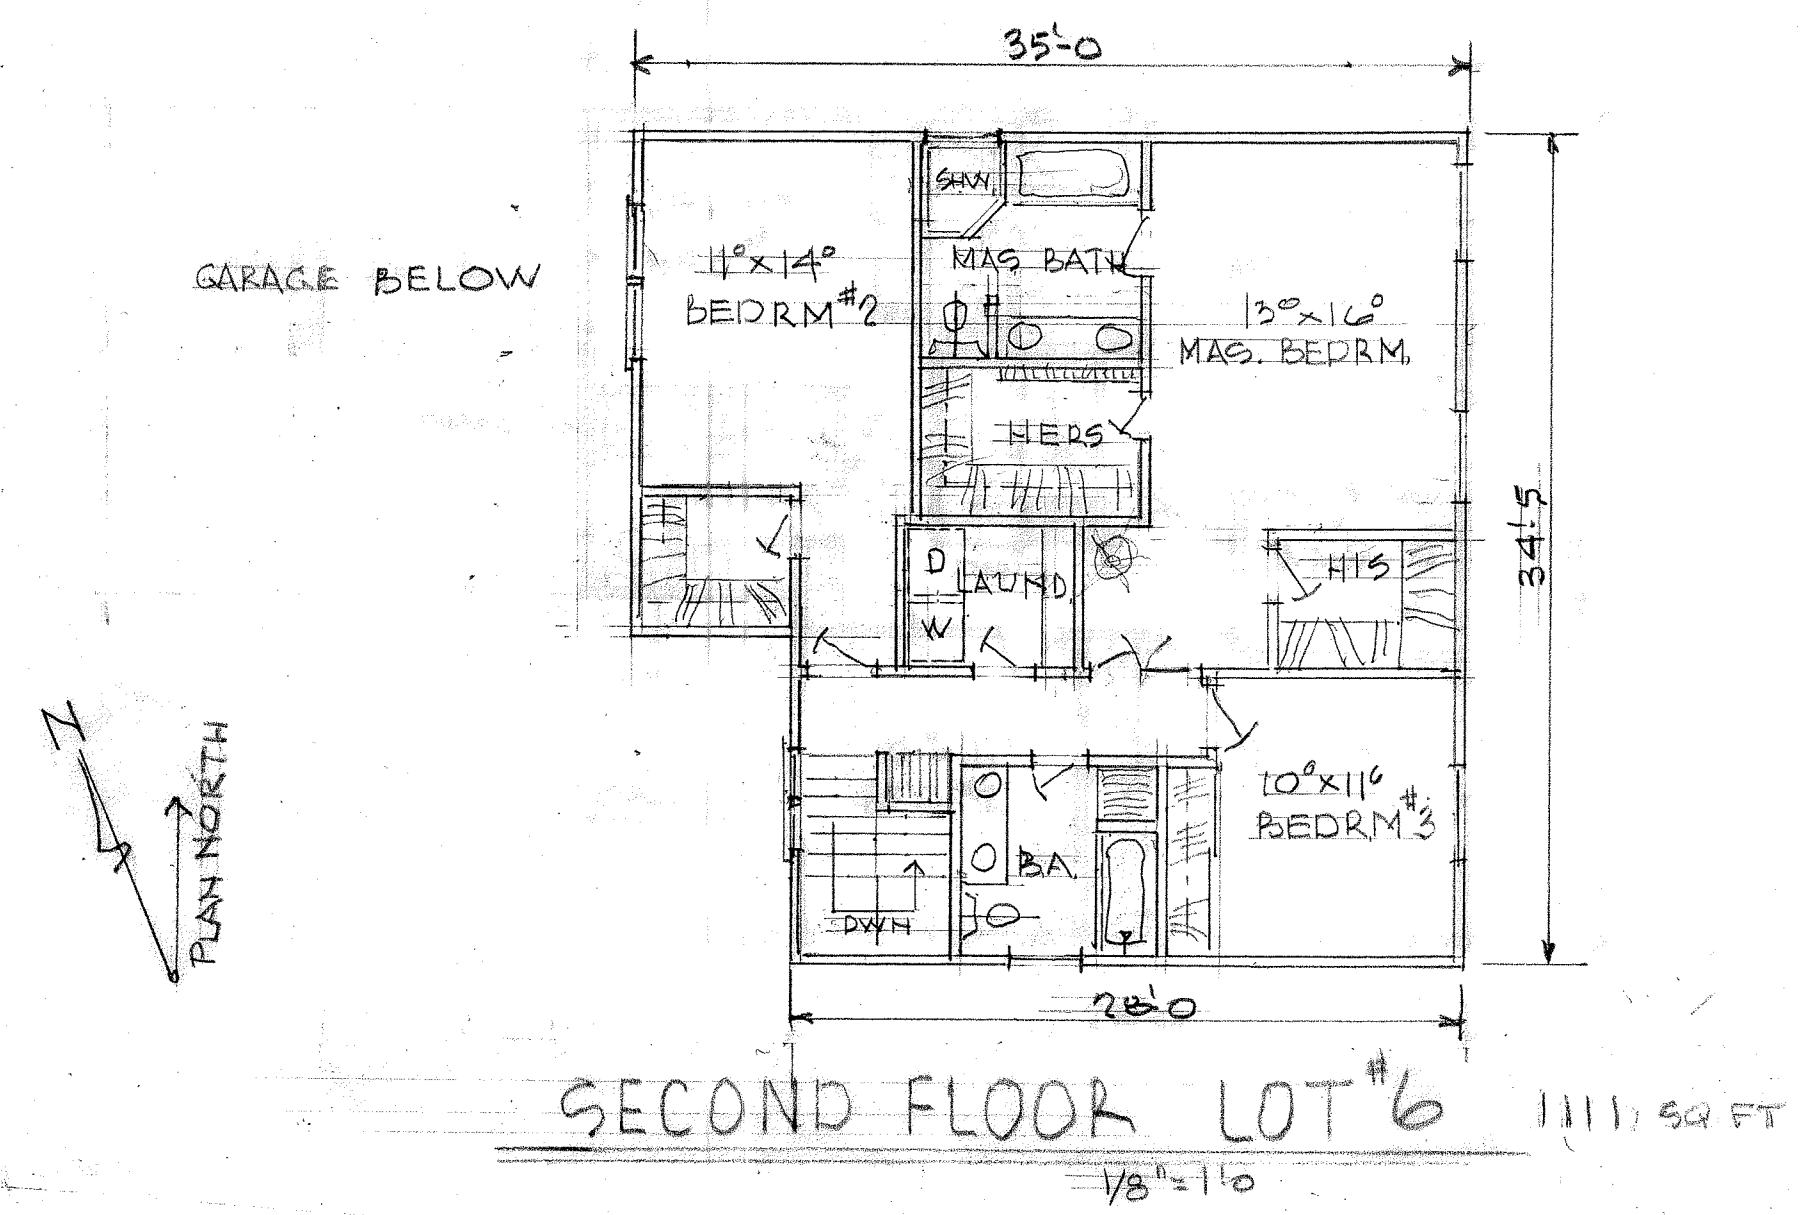 35'-0
SHW.
MAS. BATH
11⁰x14⁰
BEDRM #2
GARAGE BELOW
13⁰x16⁰
MAS. BEDRM.
HERS
34'-5
D
LAUND.
W
HIS
N
PLAN NORTH
10⁰x11⁶
BEDRM #3
BA.
DWN
28'-0
SECOND FLOOR LOT #6
SQ FT
1/8" = 1'0